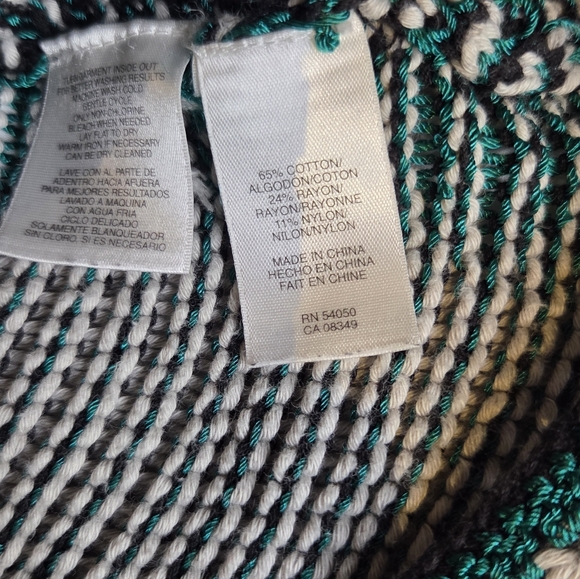 TURN GARMENT INSIDE OUT
FOR BETTER WASHING RESULTS
MACHINE WASH COLD
GENTLE CYCLE
ONLY NON-CHLORINE
BLEACH WHEN NEEDED
LAY FLAT TO DRY
WARM IRON IF NECESSARY
CAN BE DRY CLEANED
LAVE CON AL PARTE DE
ADENTRO HACIA AFUERA
PARA MEJORES RESULTADOS
LAVADO A MAQUINA
CON AGUA FRIA
CICLO DELICADO
SOLAMENTE BLANQUEADOR
SIN CLORO, SI ES NECESARIO
65% COTTON/
ALGODON/COTON
24% RAYON/
RAYON/RAYONNE
11% NYLON/
NILON/NYLON
MADE IN CHINA
HECHO EN CHINA
FAIT EN CHINE
RN 54050
CA 08349